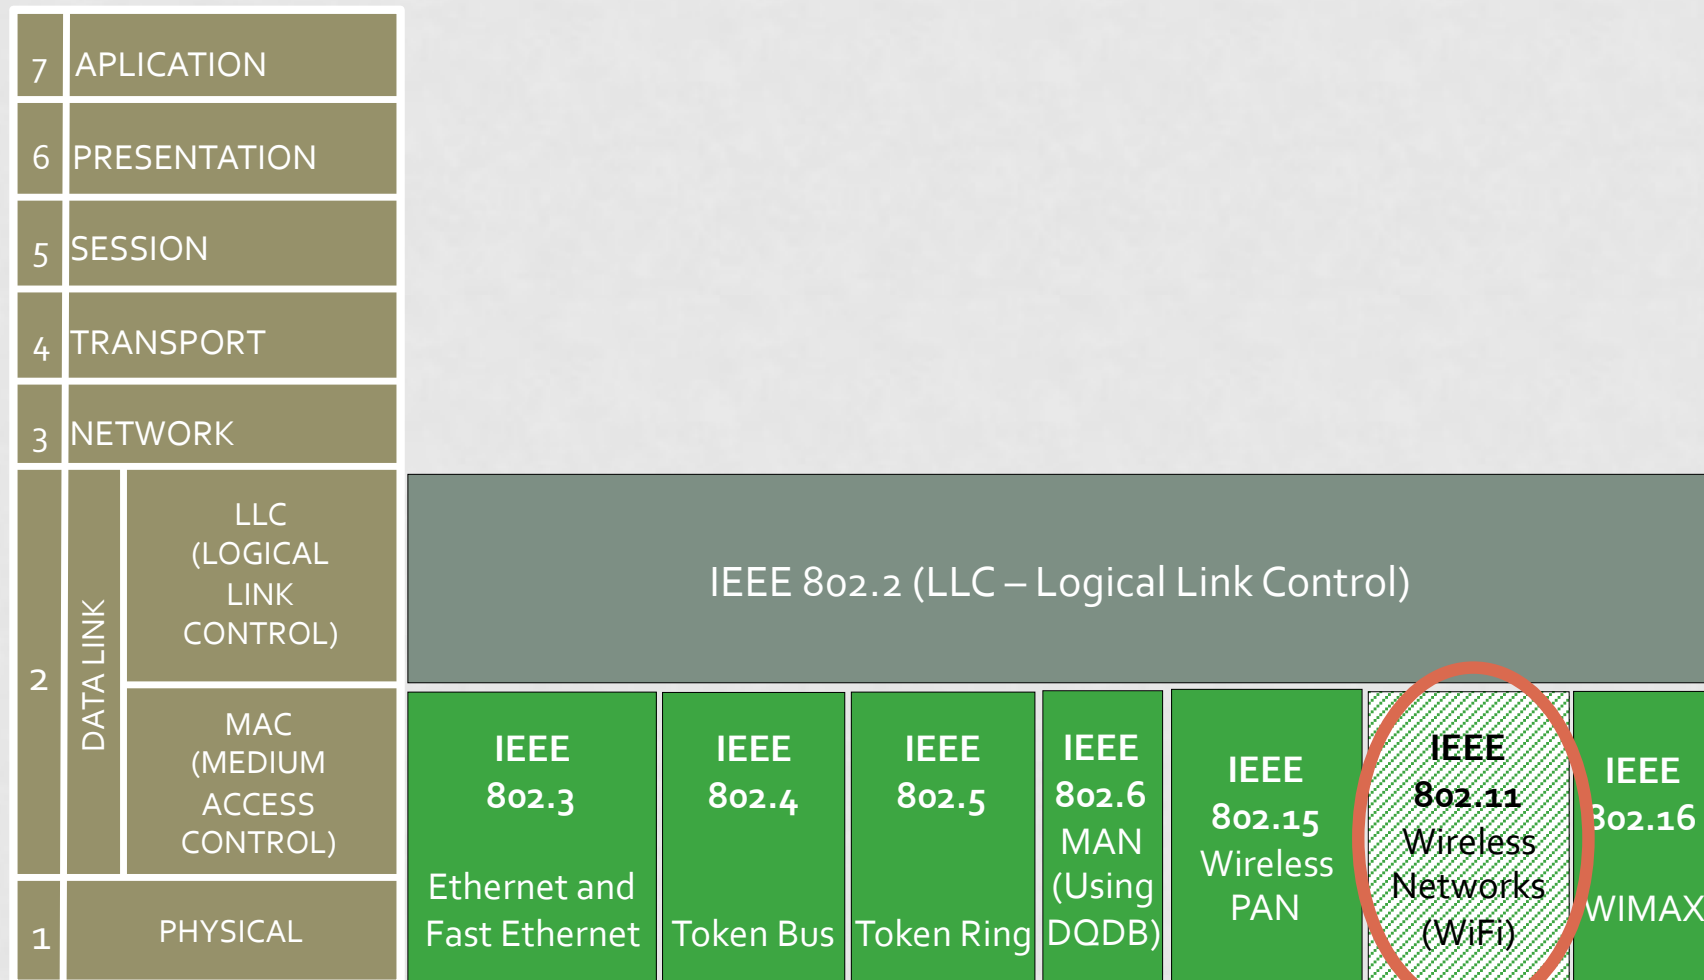 7 APLICATION
6 PRESENTATION
5 SESSION
4 TRANSPORT
3 NETWORK
2
DATA LINK
LLC
(LOGICAL
LINK
CONTROL)
MAC
(MEDIUM
ACCESS
CONTROL)
1 PHYSICAL
IEEE 802.2 (LLC – Logical Link Control)
IEEE
802.3
Ethernet and
Fast Ethernet
IEEE
802.4
Token Bus
IEEE
802.5
Token Ring
IEEE
802.6
MAN
(Using
DQDB)
IEEE
802.15
Wireless
PAN
IEEE
802.11
Wireless
Networks
(WiFi)
IEEE
802.16
WIMAX